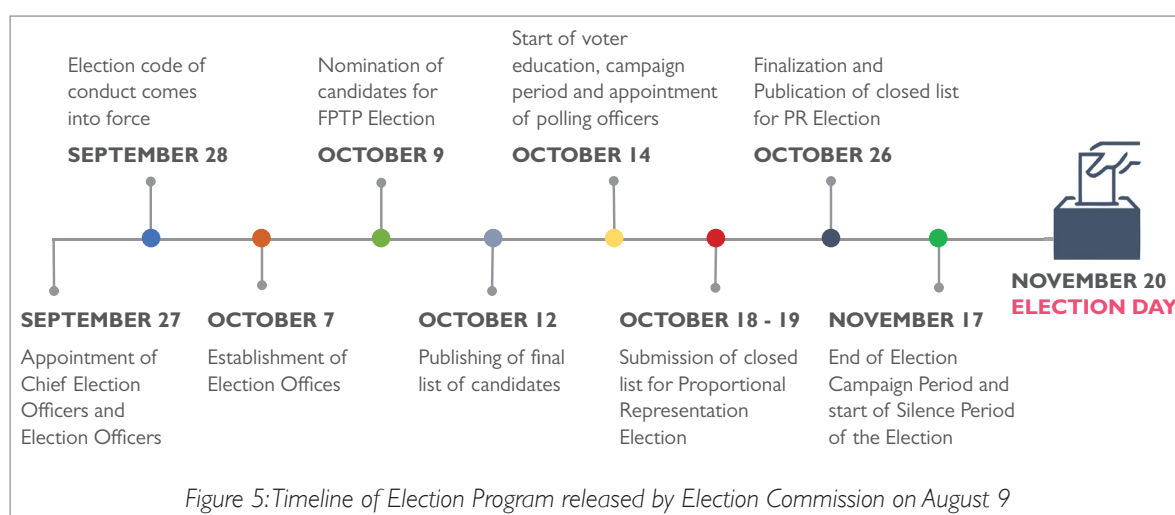 Election code of
conduct comes
into force
SEPTEMBER 28
Nomination of
candidates for
FPTP Election
OCTOBER 9
Start of voter
education, campaign
period and appointment
of polling officers
OCTOBER 14
Finalization and
Publication of closed list
for PR Election
OCTOBER 26
NOVEMBER 20
ELECTION DAY
SEPTEMBER 27
Appointment of
Chief Election
Officers and
Election Officers
OCTOBER 7
Establishment of
Election Offices
OCTOBER 12
Publishing of final
list of candidates
OCTOBER 18 - 19
Submission of closed
list for Proportional
Representation
Election
NOVEMBER 17
End of Election
Campaign Period and
start of Silence Period
of the Election
Figure 5: Timeline of Election Program released by Election Commission on August 9